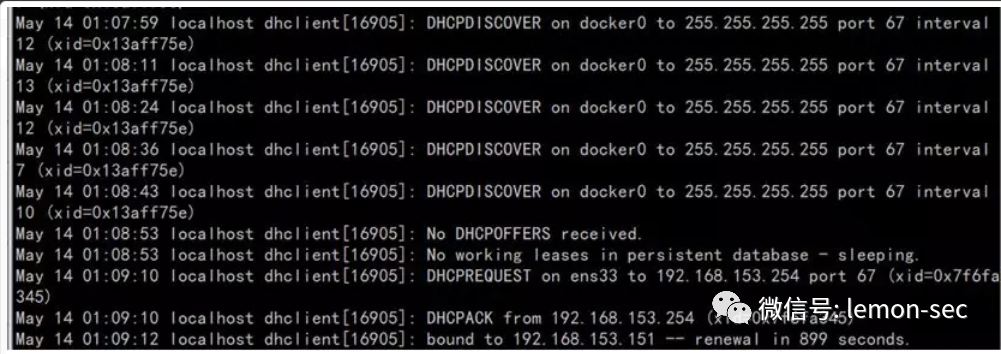 May 14 01:07:59 localhost dhclient[16905]: DHCPDISCOVER on docker0 to 255.255.255.255 port 67 interval
12 (xid=0x13aff75e)
May 14 01:08:11 localhost dhclient[16905]: DHCPDISCOVER on docker0 to 255.255.255.255 port 67 interval
13 (xid=0x13aff75e)
May 14 01:08:24 localhost dhclient[16905]: DHCPDISCOVER on docker0 to 255.255.255.255 port 67 interval
12 (xid=0x13aff75e)
May 14 01:08:36 localhost dhclient[16905]: DHCPDISCOVER on docker0 to 255.255.255.255 port 67 interval
7 (xid=0x13aff75e)
May 14 01:08:43 localhost dhclient[16905]: DHCPDISCOVER on docker0 to 255.255.255.255 port 67 interval
10 (xid=0x13aff75e)
May 14 01:08:53 localhost dhclient[16905]: No DHCPOFFERS received.
May 14 01:08:53 localhost dhclient[16905]: No working leases in persistent database - sleeping.
May 14 01:09:10 localhost dhclient[16905]: DHCPREQUEST on ens33 to 192.168.153.254 port 67 (xid=0x7f6fa
345)
May 14 01:09:10 localhost dhclient[16905]: DHCPACK from 192.168.153.254
微信号: lemon-sec
May 14 01:09:12 localhost dhclient[16905]: bound to 192.168.153.151 -- renewal in 899 seconds.